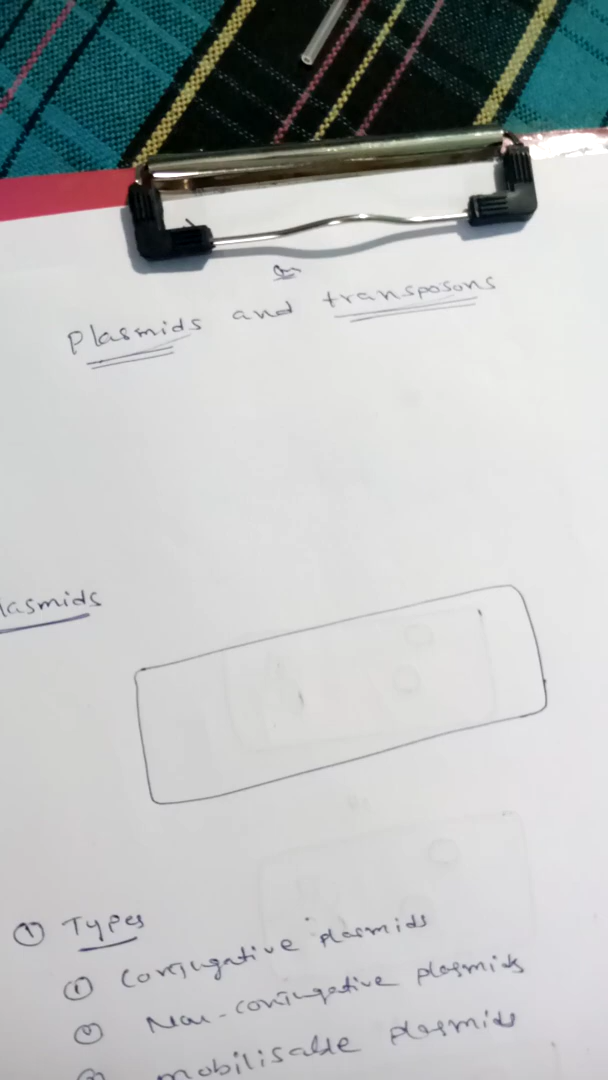 plasmids and transposons
lasmids
① Types
① Conjugative plasmids
② Non-conjugative plasmids
mobilisable plasmids